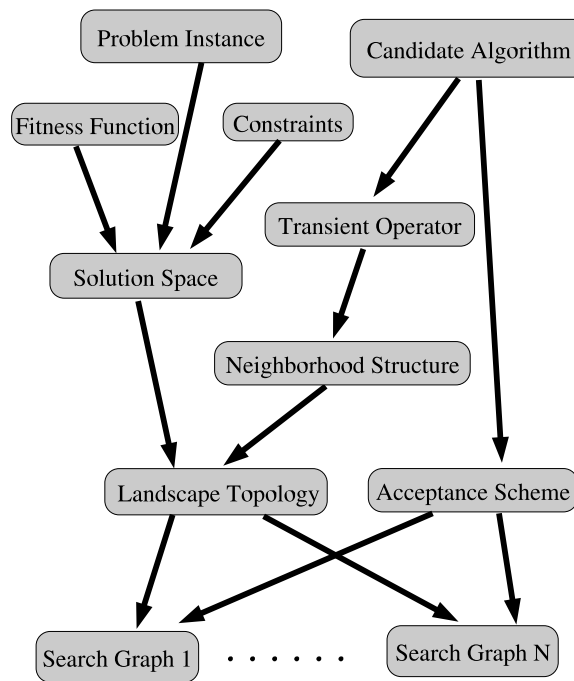 Problem Instance
Candidate Algorithm
Fitness Function
Constraints
Transient Operator
Solution Space
Neighborhood Structure
Landscape Topology
Acceptance Scheme
Search Graph 1
. . . . . .
Search Graph N